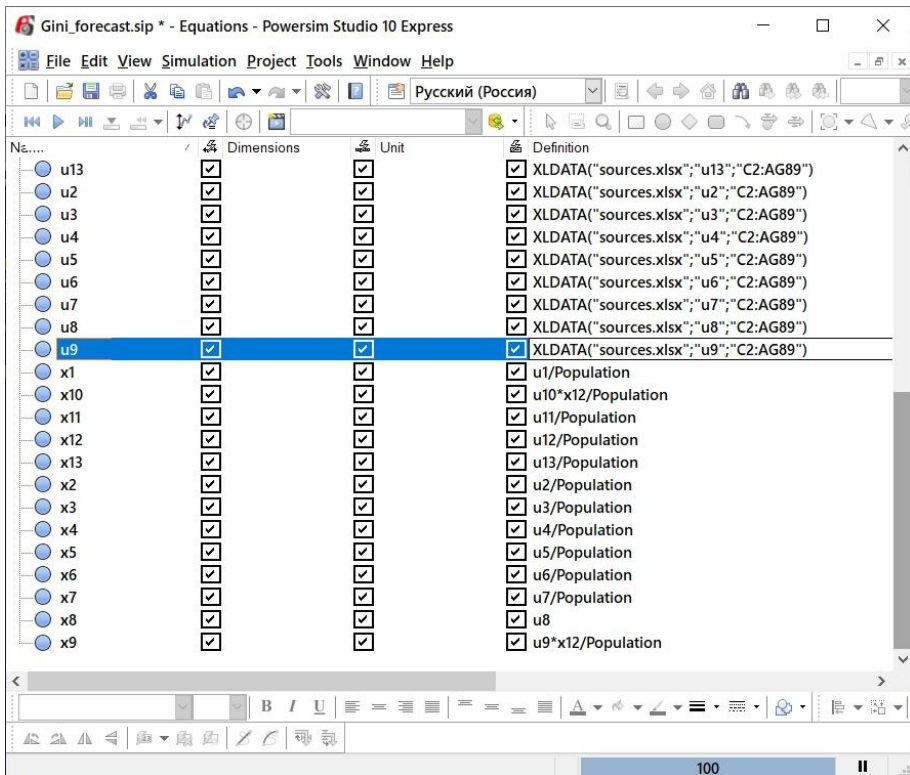 Gini_forecast.sip * - Equations - Powersim Studio 10 Express
File Edit View Simulation Project Tools Window Help
Русский (Россия)
Na..... Dimensions Unit Definition
u13 XLDATA("sources.xlsx";"u13";"C2:AG89")
u2 XLDATA("sources.xlsx";"u2";"C2:AG89")
u3 XLDATA("sources.xlsx";"u3";"C2:AG89")
u4 XLDATA("sources.xlsx";"u4";"C2:AG89")
u5 XLDATA("sources.xlsx";"u5";"C2:AG89")
u6 XLDATA("sources.xlsx";"u6";"C2:AG89")
u7 XLDATA("sources.xlsx";"u7";"C2:AG89")
u8 XLDATA("sources.xlsx";"u8";"C2:AG89")
u9 XLDATA("sources.xlsx";"u9";"C2:AG89")
x1 u1/Population
x10 u10*x12/Population
x11 u11/Population
x12 u12/Population
x13 u13/Population
x2 u2/Population
x3 u3/Population
x4 u4/Population
x5 u5/Population
x6 u6/Population
x7 u7/Population
x8 u8
x9 u9*x12/Population
B I U A
100